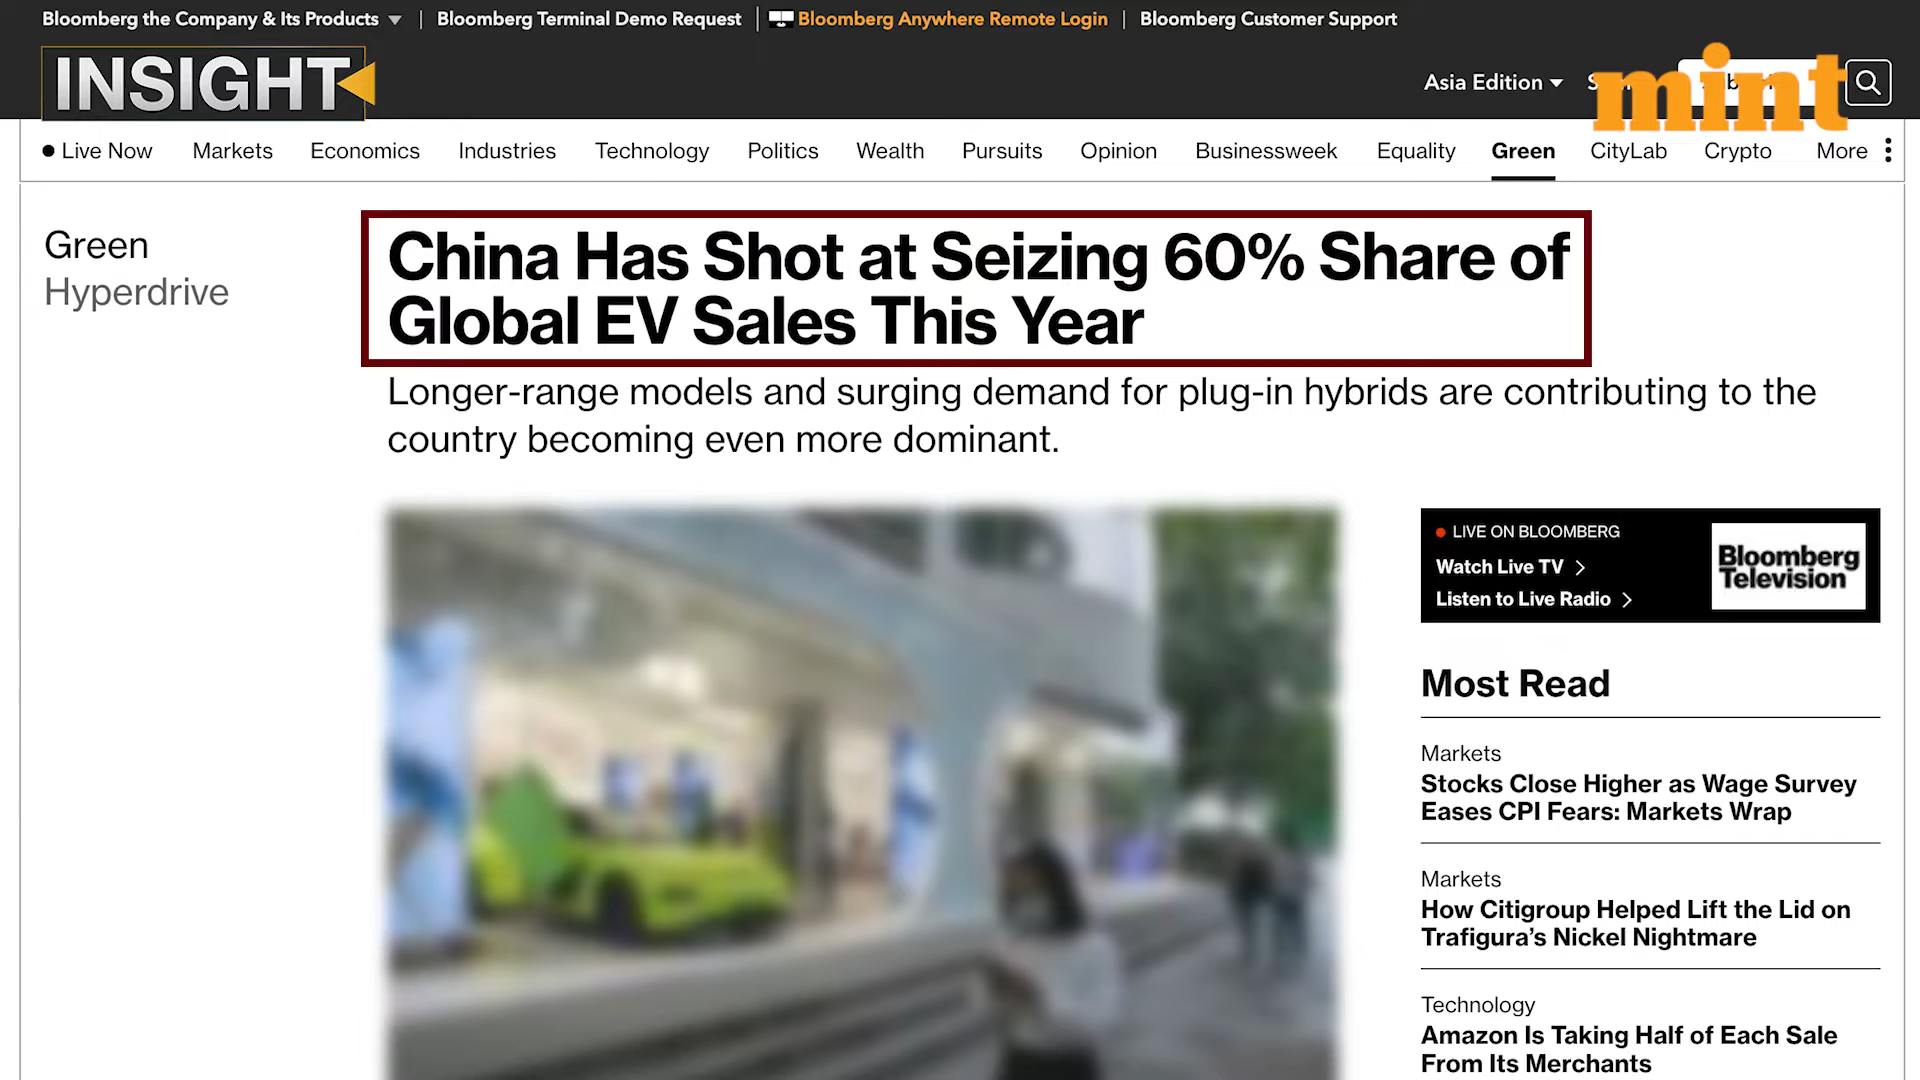 Bloomberg the Company & Its Products
Bloomberg Terminal Demo Request
Bloomberg Anywhere Remote Login
Bloomberg Customer Support
INSIGHT
Asia Edition
mint
Live Now
Markets
Economics
Industries
Technology
Politics
Wealth
Pursuits
Opinion
Businessweek
Equality
Green
CityLab
Crypto
More
Green
Hyperdrive
China Has Shot at Seizing 60% Share of
Global EV Sales This Year
Longer-range models and surging demand for plug-in hybrids are contributing to the
country becoming even more dominant.
LIVE ON BLOOMBERG
Watch Live TV
Listen to Live Radio
Bloomberg
Television
Most Read
Markets
Stocks Close Higher as Wage Survey
Eases CPI Fears: Markets Wrap
Markets
How Citigroup Helped Lift the Lid on
Trafigura’s Nickel Nightmare
Technology
Amazon Is Taking Half of Each Sale
From Its Merchants